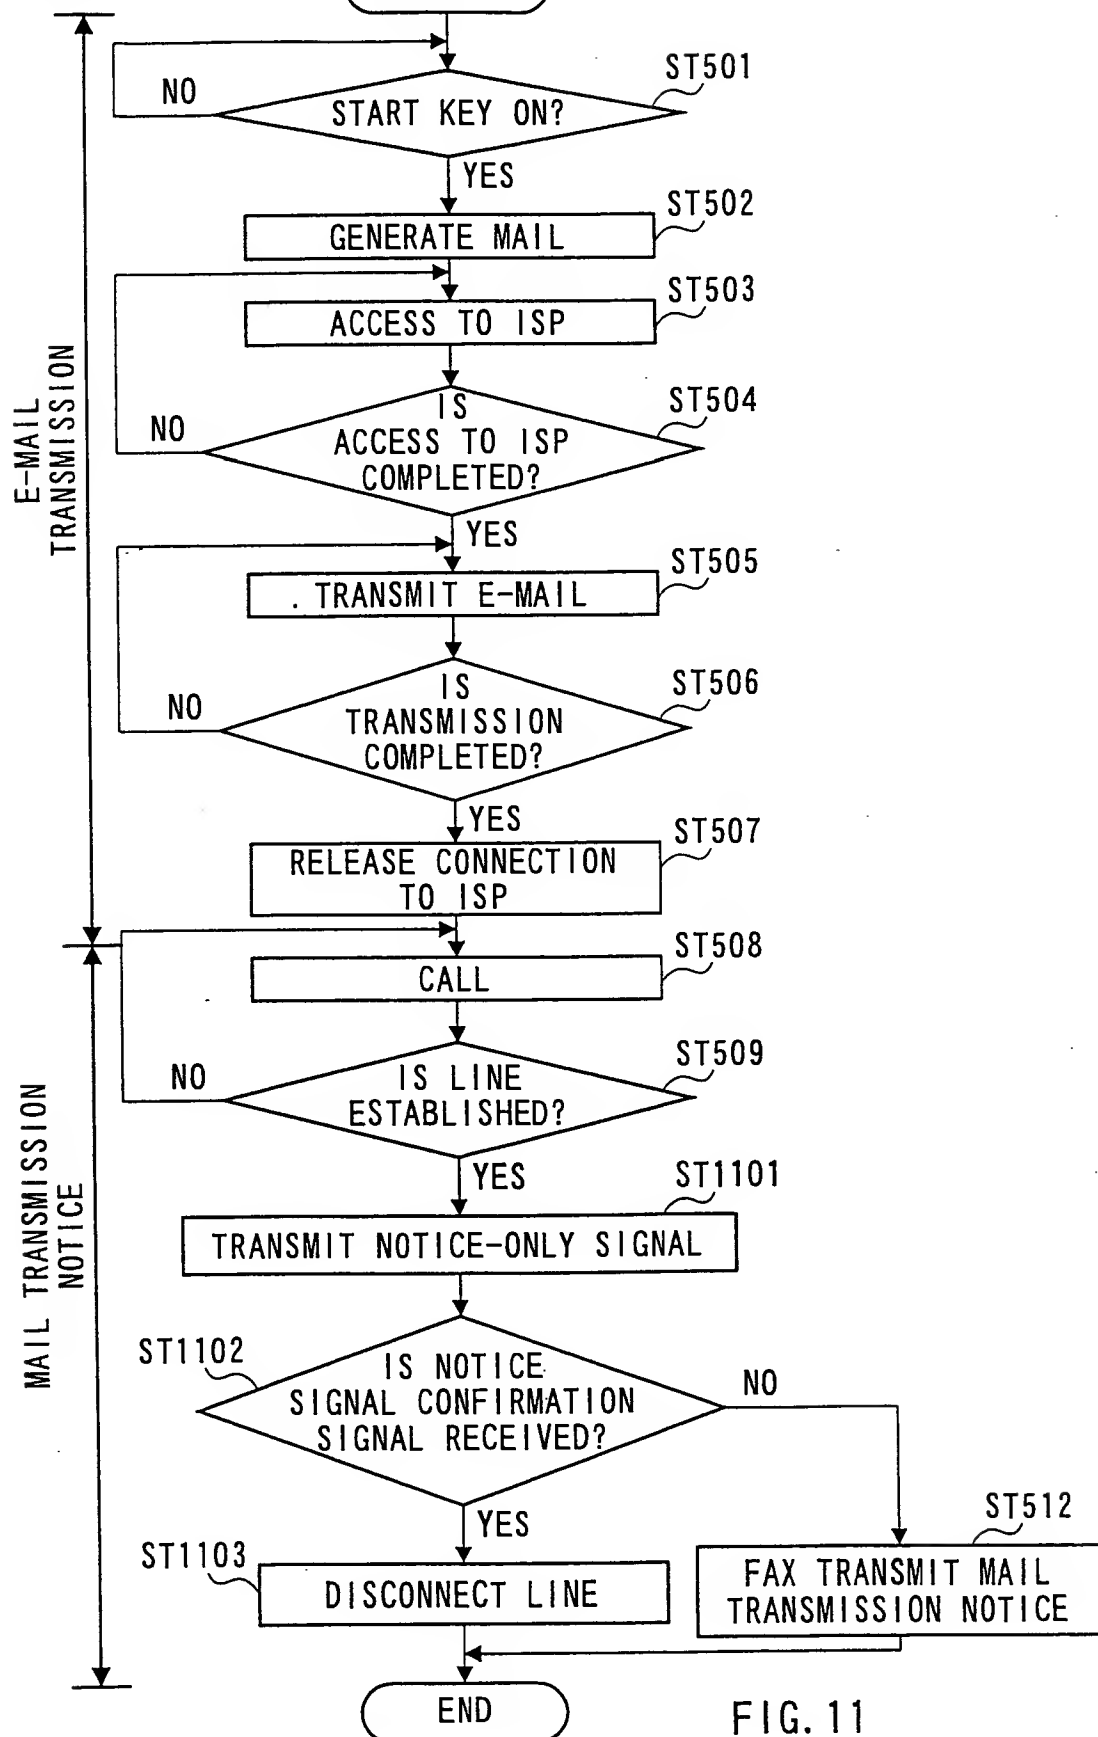 ST501
NO
START KEY ON?
YES
ST502
GENERATE MAIL
ST503
ACCESS TO ISP
ST504
IS
ACCESS TO ISP
COMPLETED?
NO
YES
E-MAIL
TRANSMISSION
ST505
TRANSMIT E-MAIL
ST506
IS
TRANSMISSION
COMPLETED?
NO
YES
ST507
RELEASE CONNECTION
TO ISP
ST508
CALL
ST509
IS LINE
ESTABLISHED?
NO
YES
MAIL TRANSMISSION
NOTICE
ST1101
TRANSMIT NOTICE-ONLY SIGNAL
ST1102
IS NOTICE
SIGNAL CONFIRMATION
SIGNAL RECEIVED?
NO
YES
ST1103
DISCONNECT LINE
ST512
FAX TRANSMIT MAIL
TRANSMISSION NOTICE
END
FIG. 11